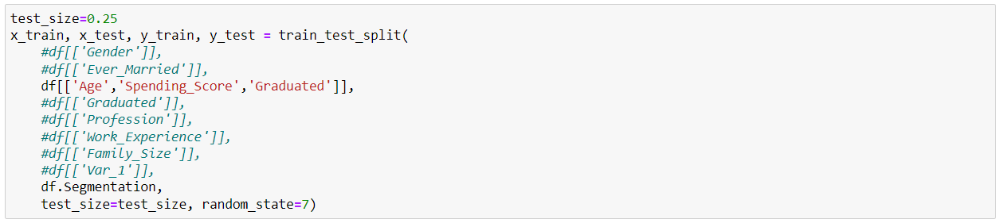 test_size=0.25
x_train, x_test, y_train, y_test = train_test_split(
    #df[['Gender']],
    #df[['Ever_Married']],
    df[['Age','Spending_Score','Graduated']],
    #df[['Graduated']],
    #df[['Profession']],
    #df[['Work_Experience']],
    #df[['Family_Size']],
    #df[['Var_1']],
    df.Segmentation,
    test_size=test_size, random_state=7)